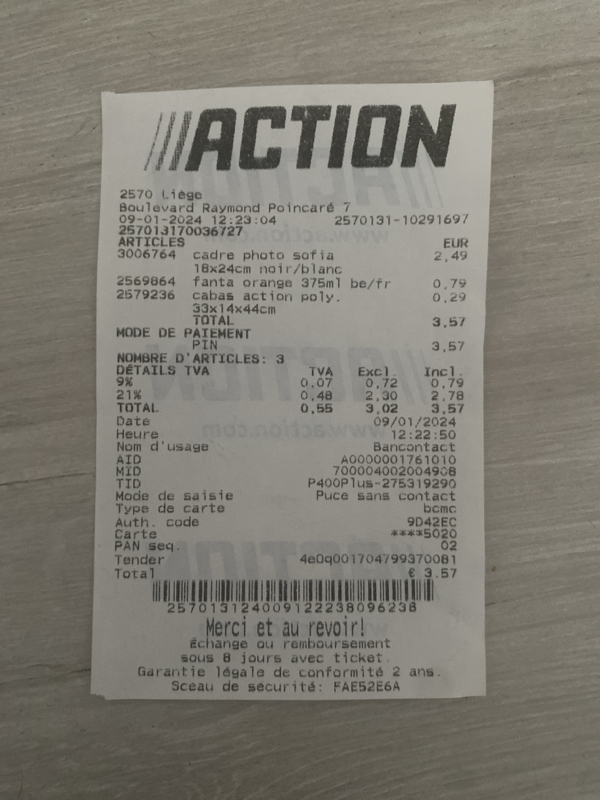 ACTION
2570 Liège
Boulevard Raymond Poincaré 7
09-01-2024 12:23:04 2570131-10291697
257013170036727
ARTICLES EUR
3006764 cadre photo sofia 2,49
18x24cm noir/blanc
2569864 fanta orange 375ml be/fr 0,79
2579236 cabas action poly. 0,29
33x14x44cm
TOTAL 3,57
MODE DE PAIEMENT
PIN 3,57
NOMBRE D'ARTICLES: 3
DÉTAILS TVA TVA Excl. Incl.
9% 0,07 0,72 0,79
21% 0,48 2,30 2,78
TOTAL 0,55 3,02 3,57
Date 09/01/2024
Heure 12:22:50
Nom d'usage Bancontact
AID A0000001761010
MID 700004002004908
TID P400Plus-275319290
Mode de saisie Puce sans contact
Type de carte bcmc
Auth. code 9D42EC
Carte ****5020
PAN seq. 02
Tender 4e0q001704799370081
Total € 3.57
257013124009122238096238
Merci et au revoir!
Échange ou remboursement
sous 8 jours avec ticket.
Garantie légale de conformité 2 ans.
Sceau de sécurité: FAE52E6A